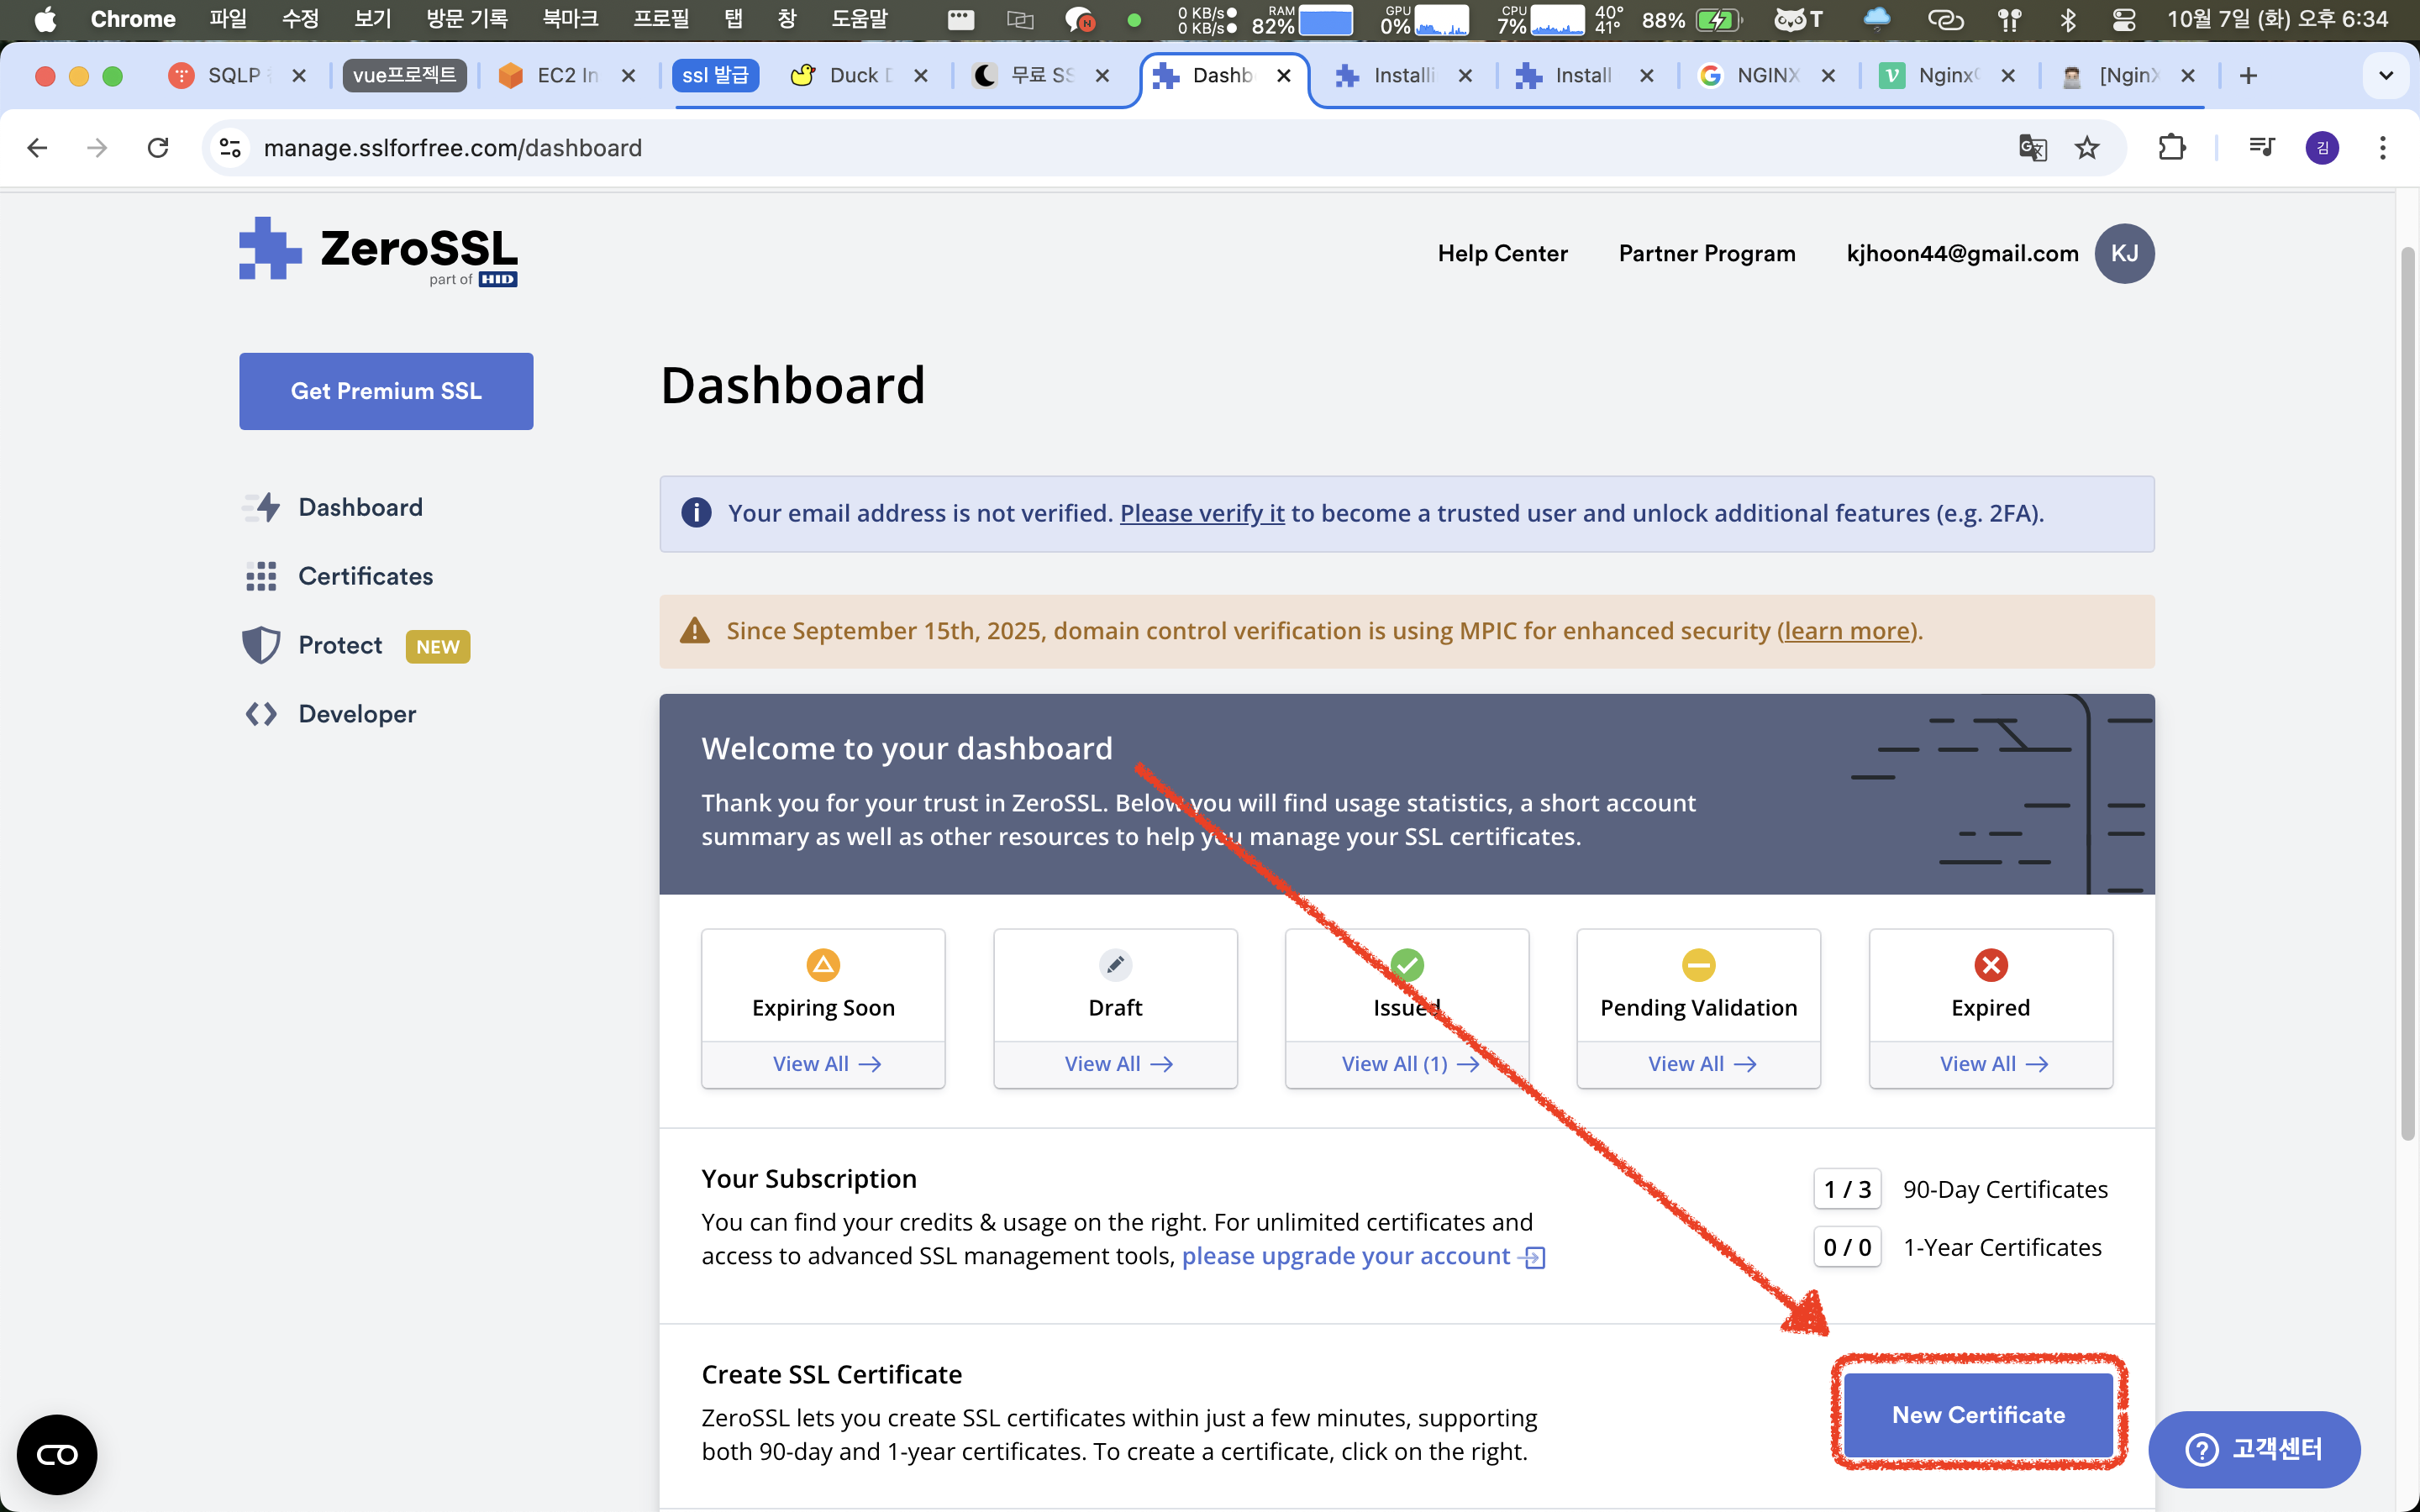 Chrome 파일 수정 보기 방문 기록 북마크 프로필 탭 창 도움말 0 KB/s 0 KB/s RAM 82% GPU 0% CPU 7% 40° 41° 88% T 10월 7일 (화) 오후 6:34
SQLP vue프로젝트 EC2 In ssl 발급 Duck 무료 SS Dashb Installi Install NGINX Nginx [NginX
manage.sslforfree.com/dashboard 김
ZeroSSL
part of HID
Help Center Partner Program kjhoon44@gmail.com KJ
Get Premium SSL
Dashboard
Certificates
Protect NEW
Developer
Dashboard
Your email address is not verified. Please verify it to become a trusted user and unlock additional features (e.g. 2FA).
Since September 15th, 2025, domain control verification is using MPIC for enhanced security (learn more).
Welcome to your dashboard
Thank you for your trust in ZeroSSL. Below you will find usage statistics, a short account
summary as well as other resources to help you manage your SSL certificates.
Expiring Soon Draft Issued Pending Validation Expired
View All View All View All (1) View All View All
Your Subscription
You can find your credits & usage on the right. For unlimited certificates and
access to advanced SSL management tools, please upgrade your account
1 / 3 90-Day Certificates
0 / 0 1-Year Certificates
Create SSL Certificate
ZeroSSL lets you create SSL certificates within just a few minutes, supporting
both 90-day and 1-year certificates. To create a certificate, click on the right.
New Certificate
고객센터